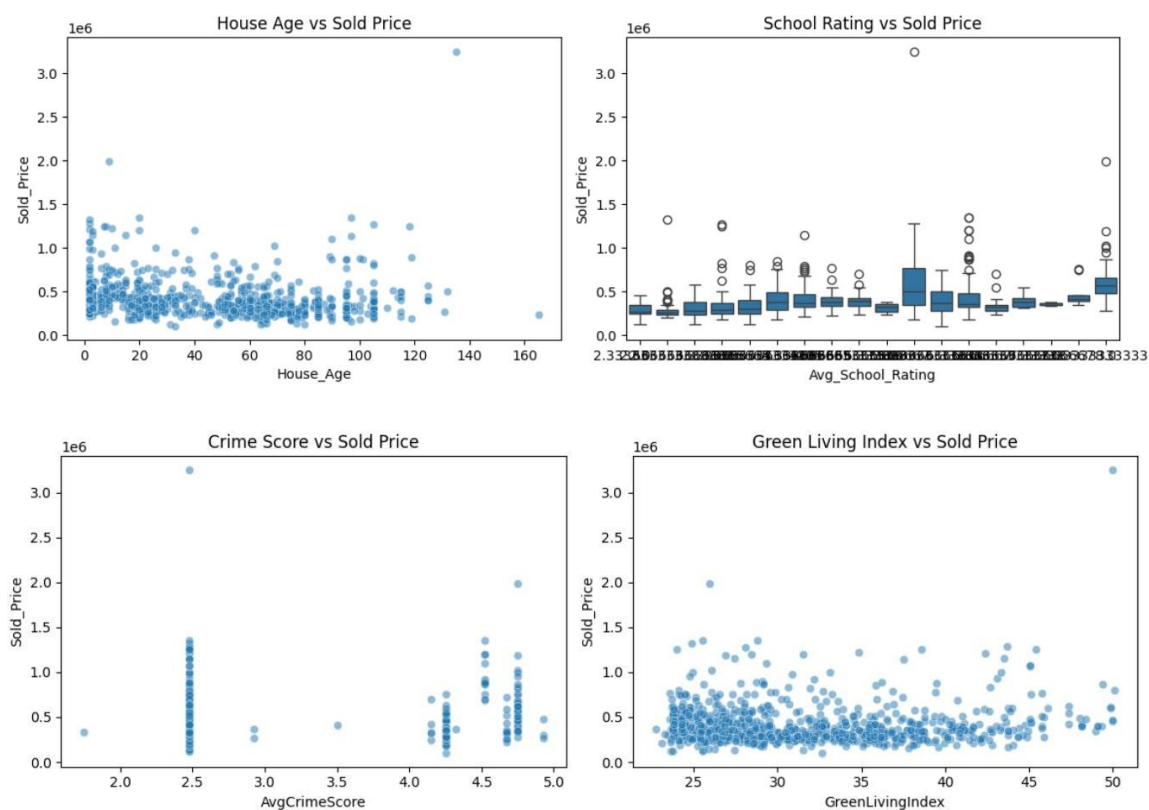 House Age vs Sold Price
School Rating vs Sold Price
1e6
1e6
3.0
2.5
2.0
1.5
1.0
0.5
0.0
Sold_Price
0 20 40 60 80 100 120 140 160
House_Age
3.0
2.5
2.0
1.5
1.0
0.5
0.0
Sold_Price
Avg_School_Rating
Crime Score vs Sold Price
Green Living Index vs Sold Price
1e6
1e6
3.0
2.5
2.0
1.5
1.0
0.5
0.0
Sold_Price
2.0 2.5 3.0 3.5 4.0 4.5 5.0
AvgCrimeScore
3.0
2.5
2.0
1.5
1.0
0.5
0.0
Sold_Price
25 30 35 40 45 50
GreenLivingIndex